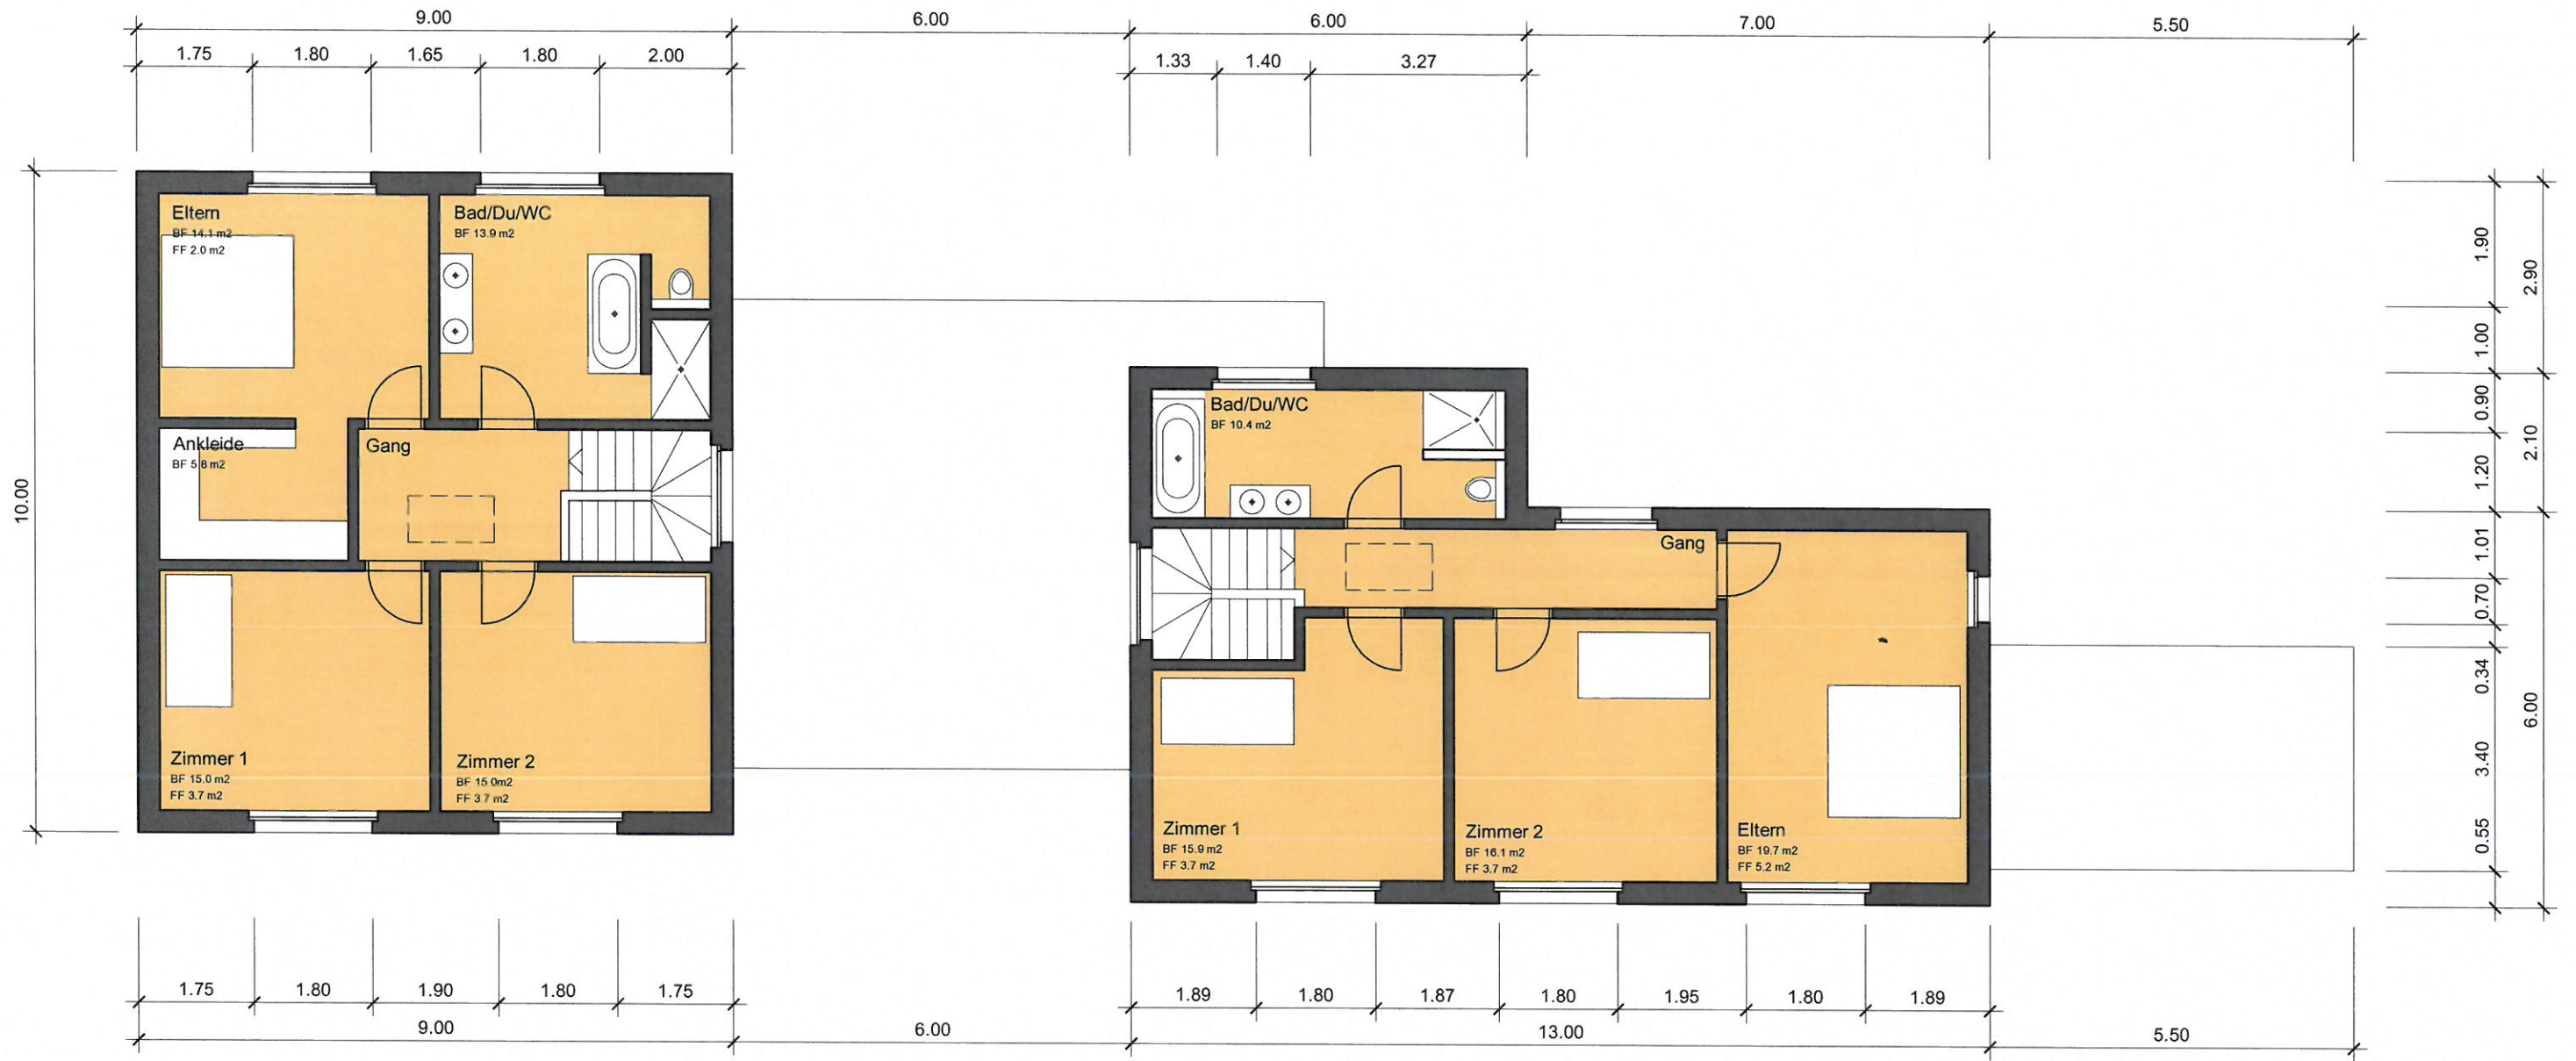 9.00 6.00 6.00 7.00 5.50
1.75 1.80 1.65 1.80 2.00 1.33 1.40 3.27
10.00
Eltern
BF 14.1 m2
FF 2.0 m2
Bad/Du/WC
BF 13.9 m2
Ankleide
BF 5.8 m2
Gang
Zimmer 1
BF 15.0 m2
FF 3.7 m2
Zimmer 2
BF 15.0m2
FF 3.7 m2
Bad/Du/WC
BF 10.4 m2
Gang
Zimmer 1
BF 15.9 m2
FF 3.7 m2
Zimmer 2
BF 16.1 m2
FF 3.7 m2
Eltern
BF 19.7 m2
FF 5.2 m2
1.90
1.00
0.90
1.20
1.01
0.70
0.34
3.40
0.55
2.90
2.10
6.00
1.75 1.80 1.90 1.80 1.75 1.89 1.80 1.87 1.80 1.95 1.80 1.89
9.00 6.00 13.00 5.50